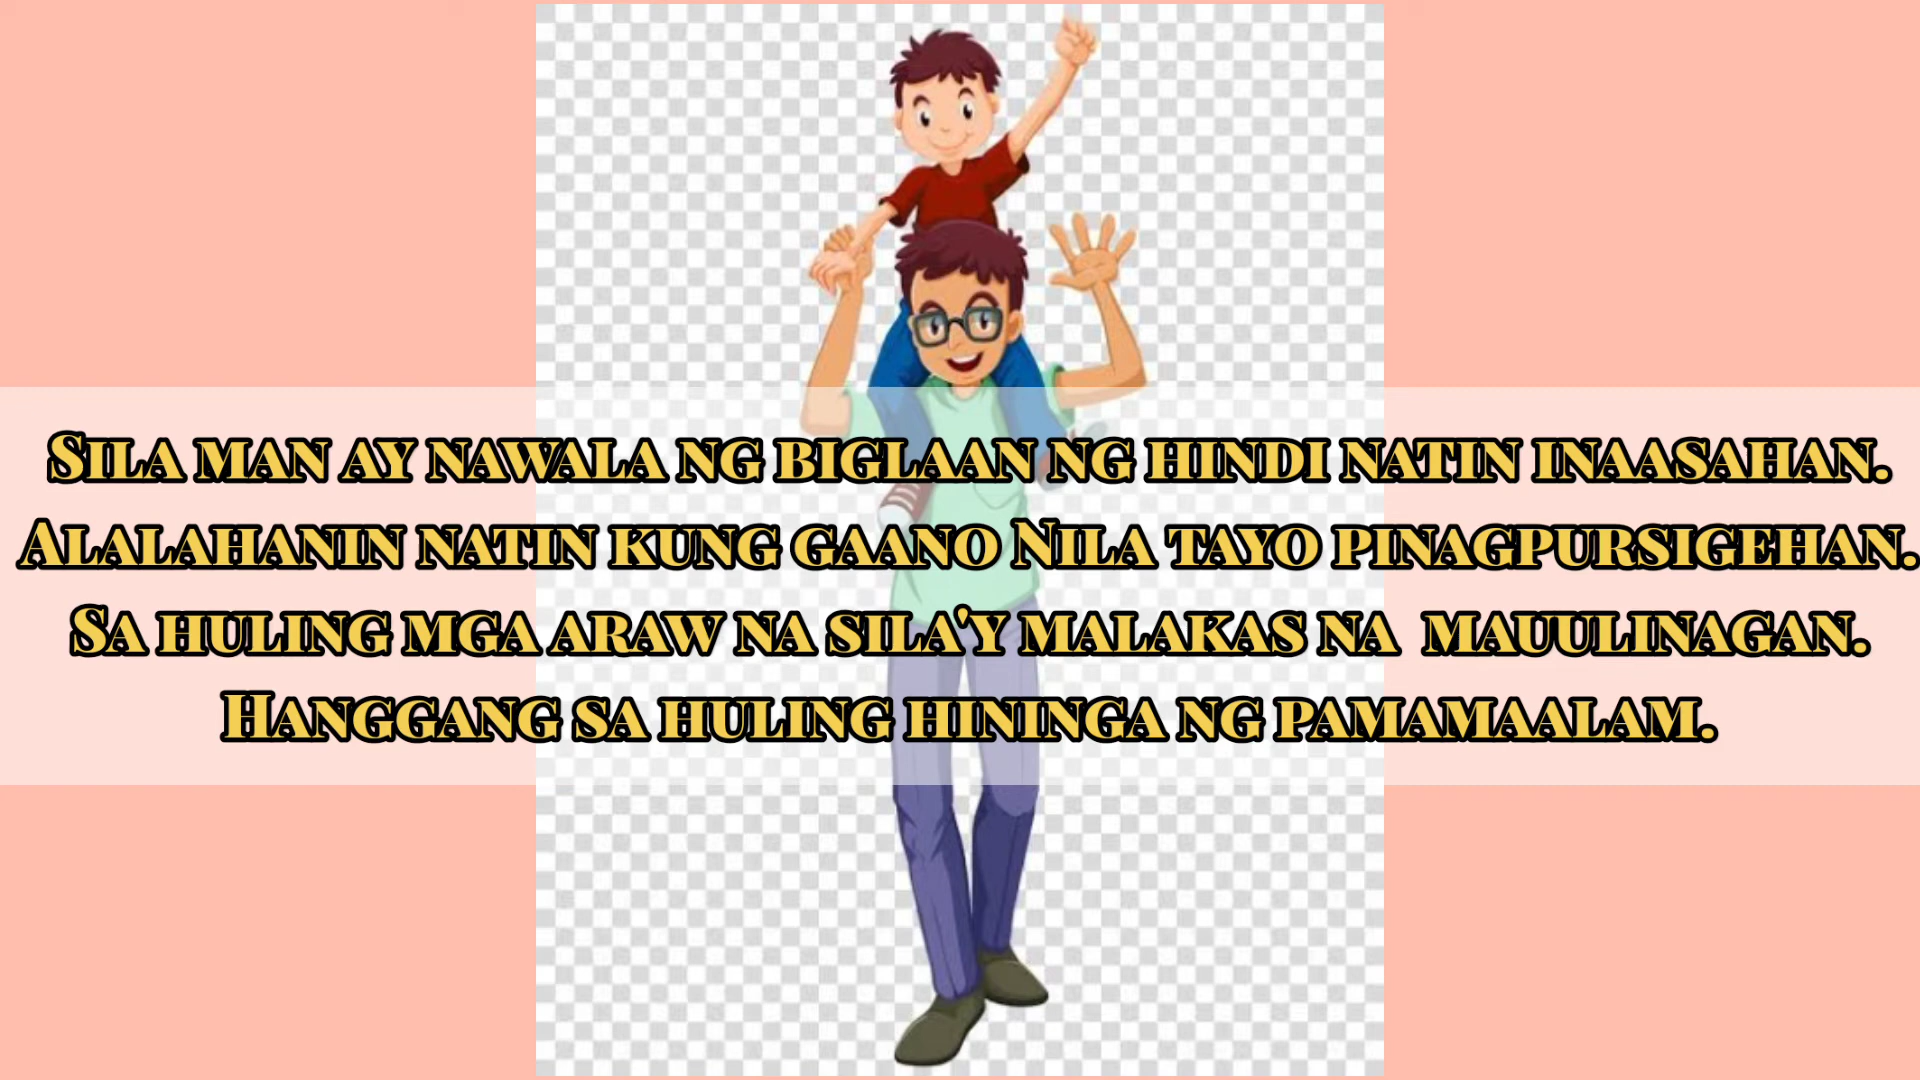 Sila man ay nawala ng biglaan ng hindi natin inaasahan.
Alalahanin natin kung gaano Nila tayo pinagpursigehan.
Sa huling mga araw na sila'y malakas na  mauulinagan.
Hanggang sa huling hininga ng pamamaalam.